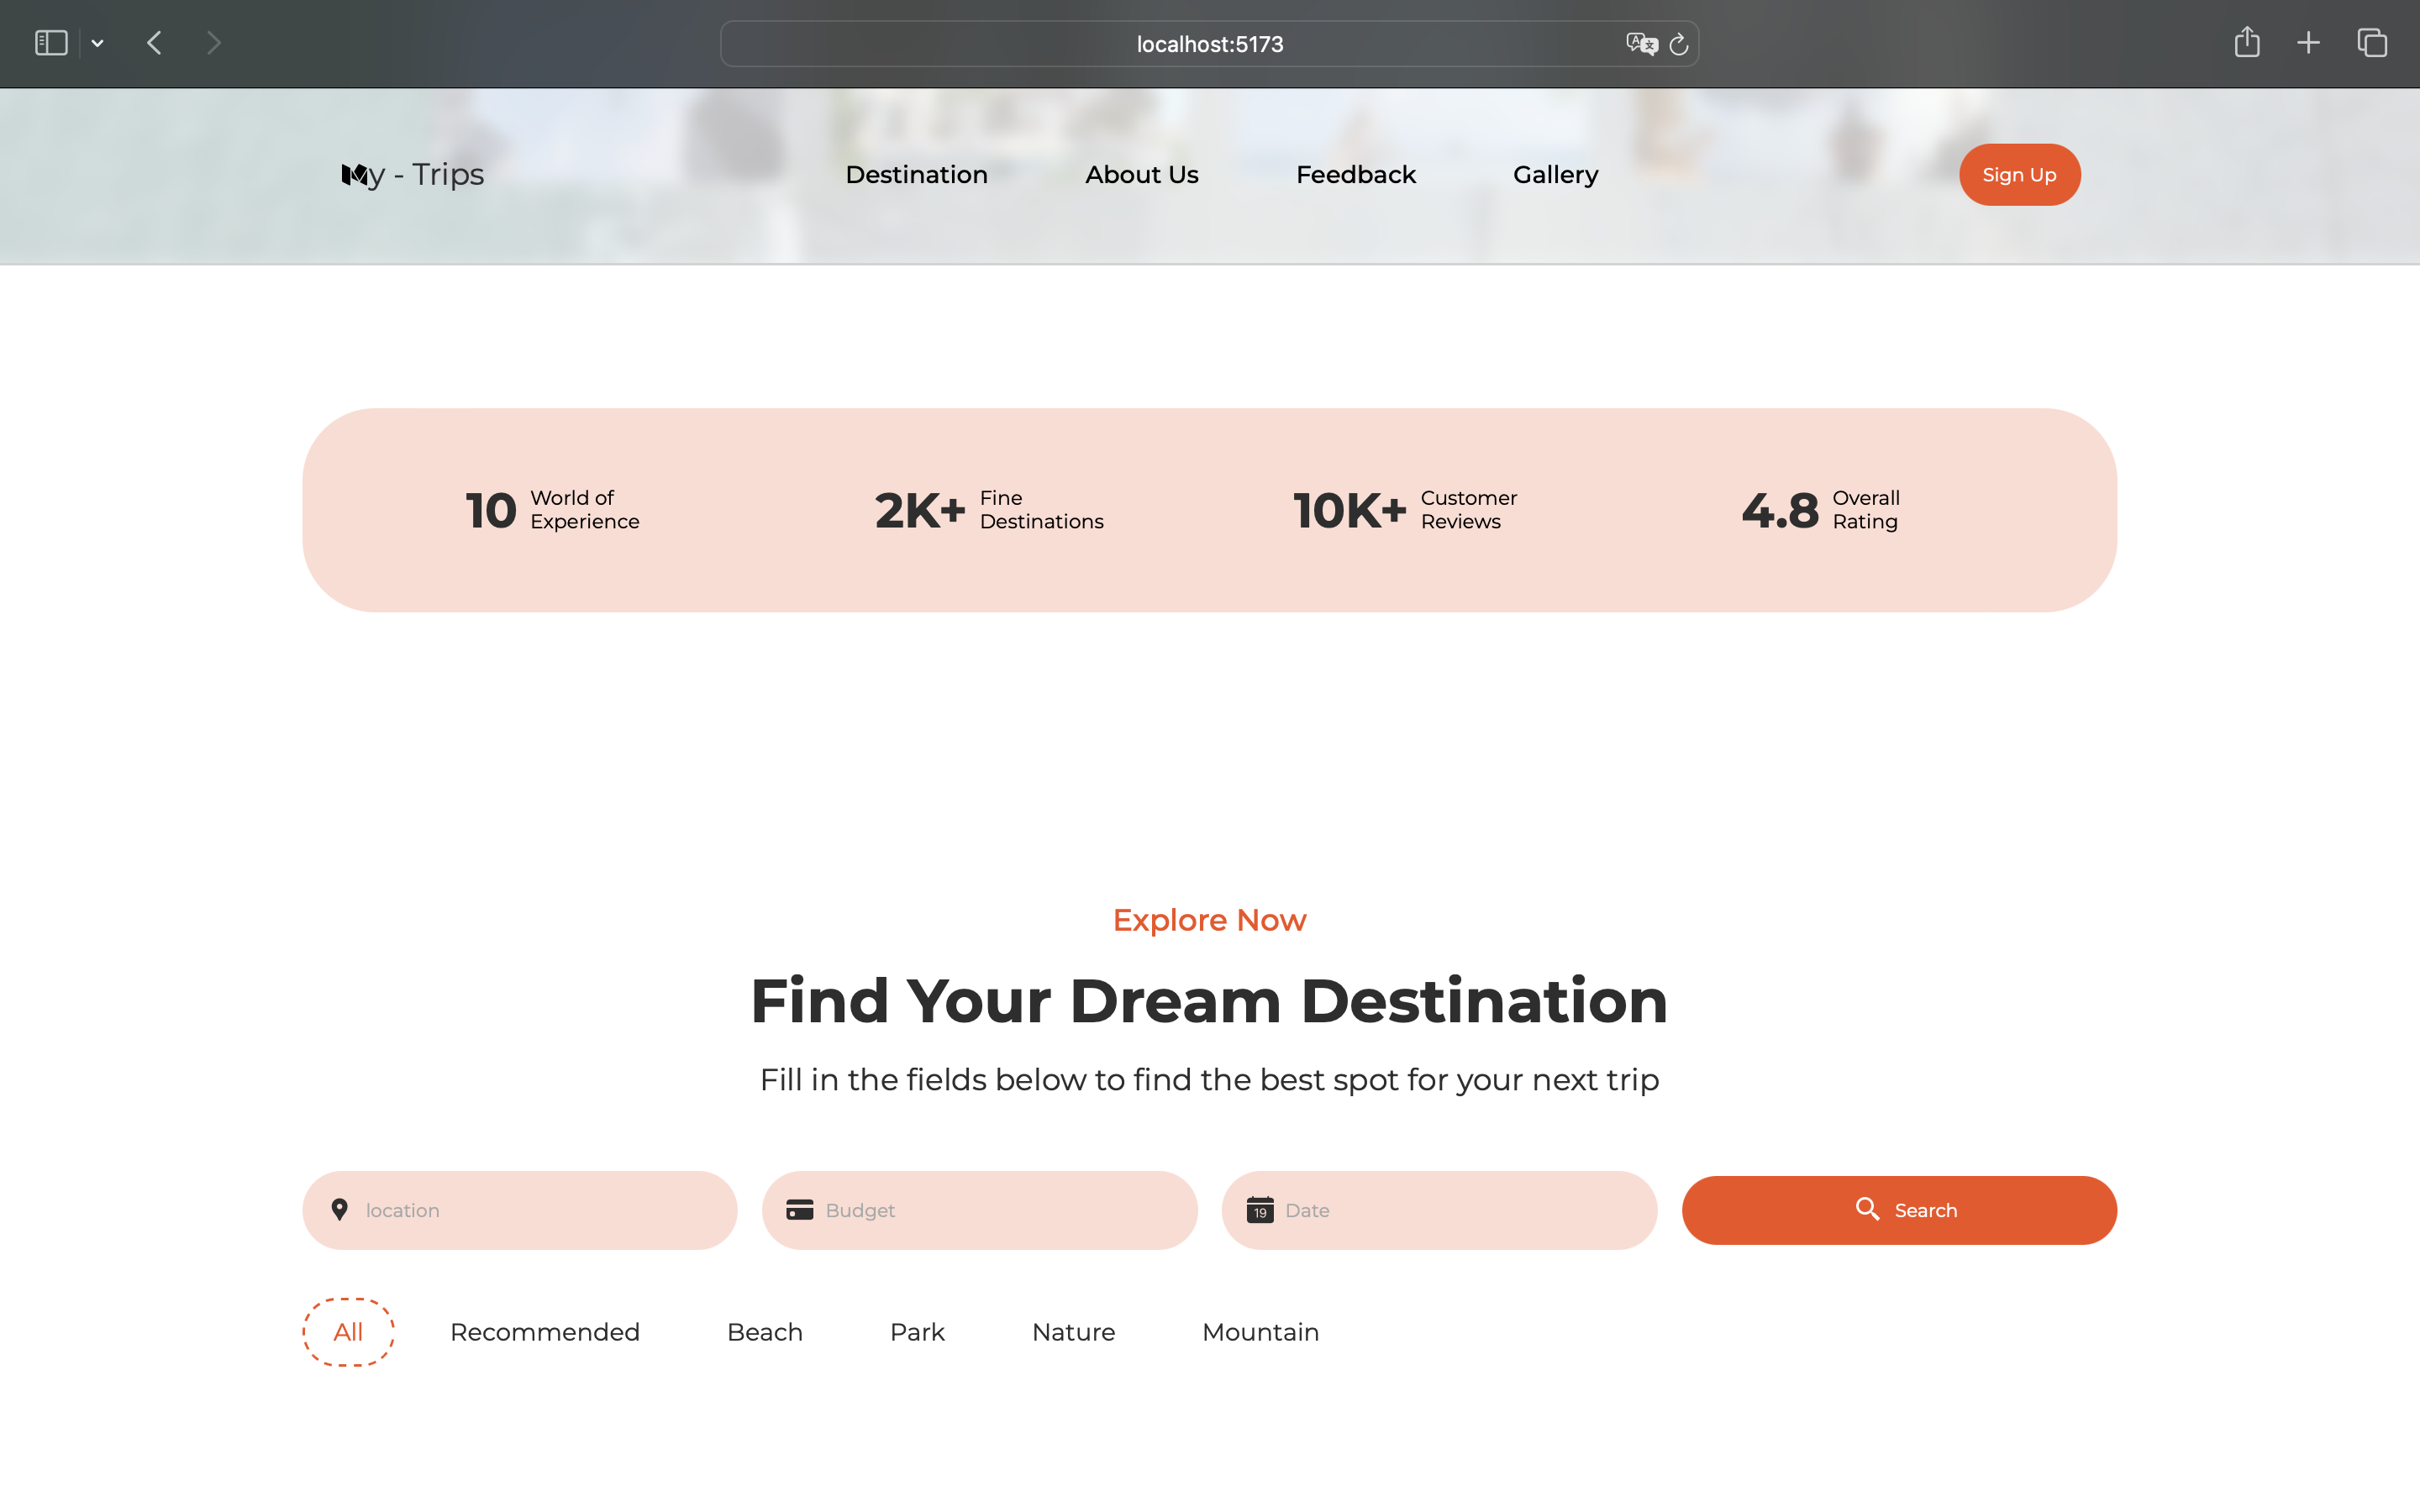 localhost:5173
My - Trips
Destination
About Us
Feedback
Gallery
Sign Up
10
World of
Experience
2K+
Fine
Destinations
10K+
Customer
Reviews
4.8
Overall
Rating
Explore Now
Find Your Dream Destination
Fill in the fields below to find the best spot for your next trip
location
Budget
19
Date
Search
All
Recommended
Beach
Park
Nature
Mountain